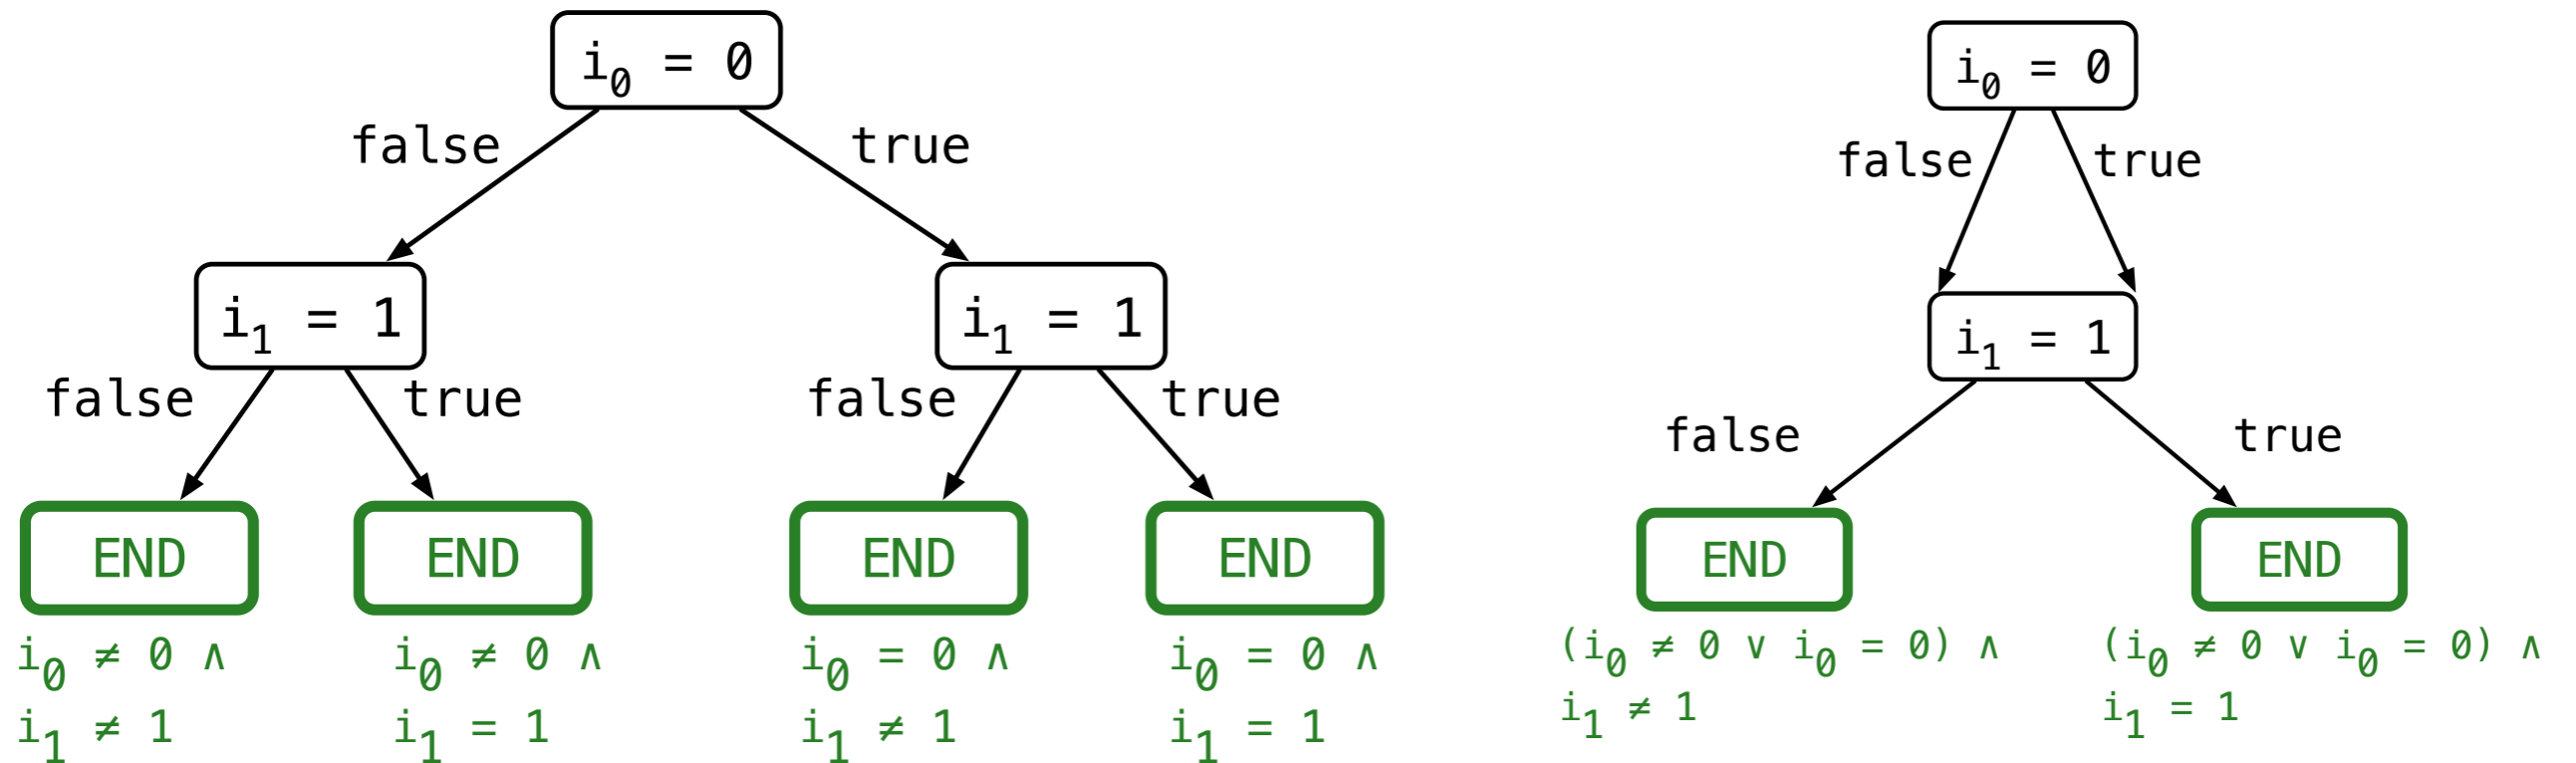 i₀ = 0
false true
i₁ = 1 i₁ = 1
false true false true
END END END END
i₀ ≠ 0 ∧ i₀ ≠ 0 ∧ i₀ = 0 ∧ i₀ = 0 ∧
i₁ ≠ 1 i₁ = 1 i₁ ≠ 1 i₁ = 1
i₀ = 0
false true
i₁ = 1
false true
END END
(i₀ ≠ 0 ∨ i₀ = 0) ∧ (i₀ ≠ 0 ∨ i₀ = 0) ∧
i₁ ≠ 1 i₁ = 1